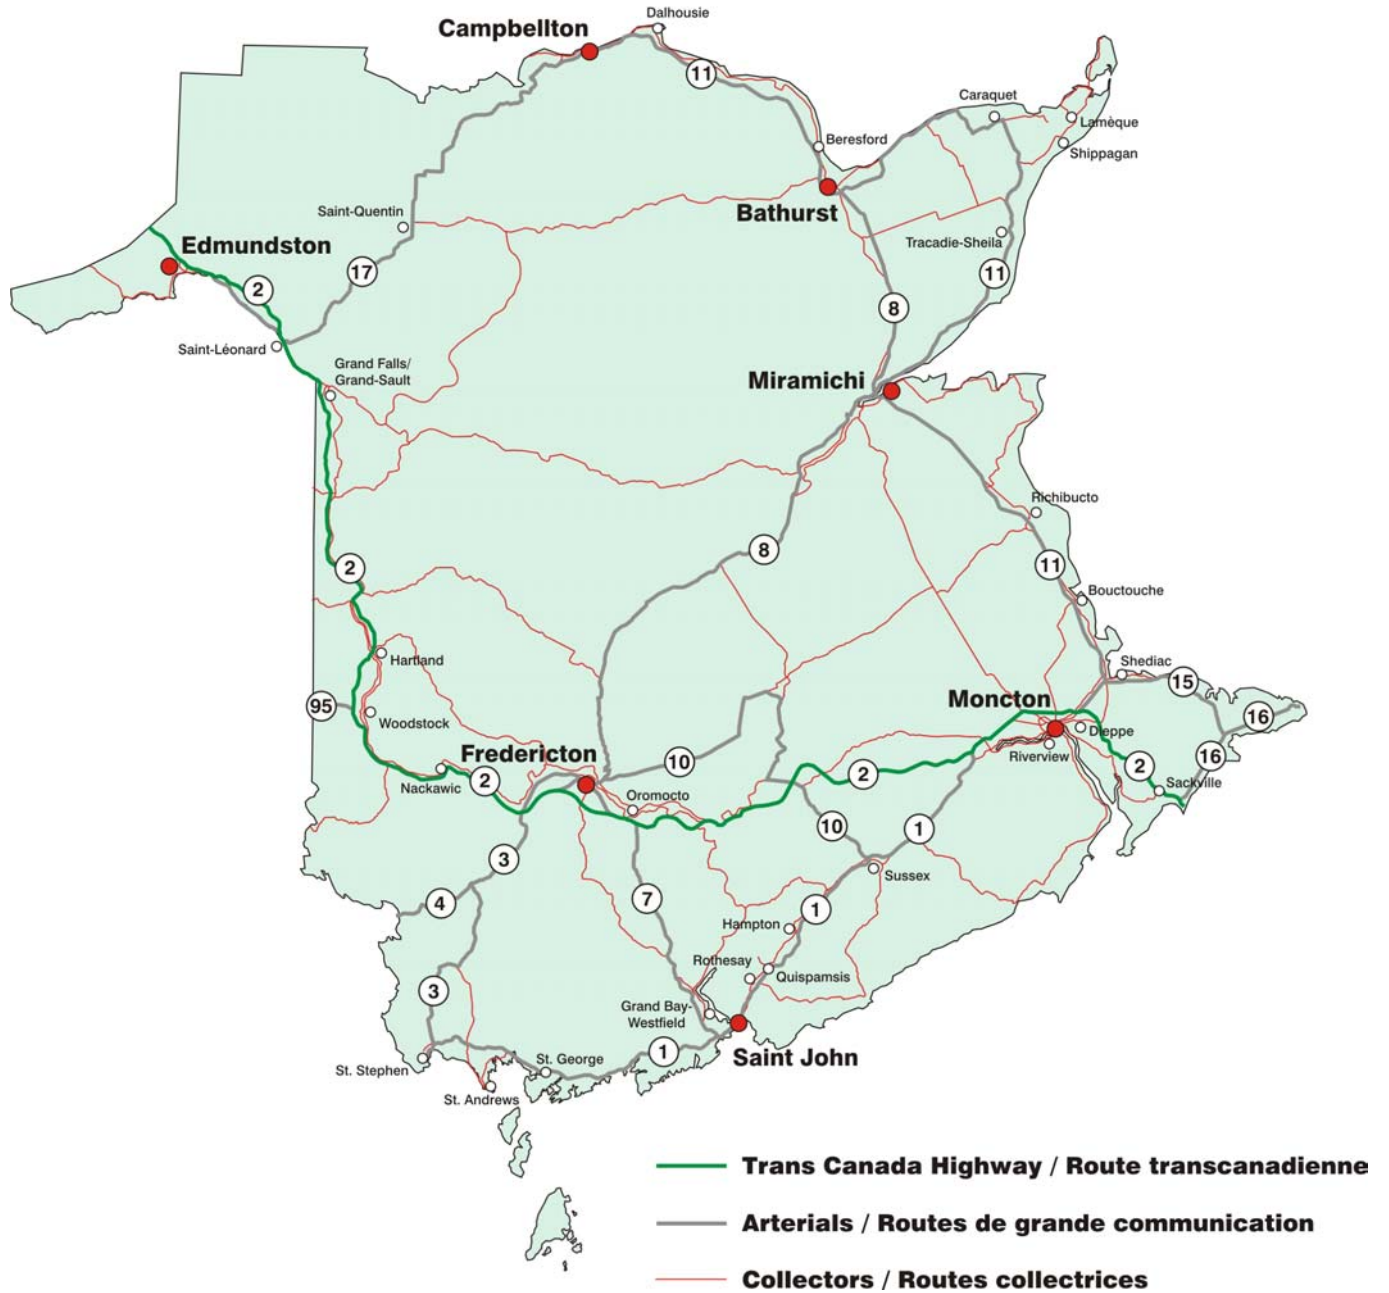 Dalhousie
Campbellton
11
Caraquet
Lamèque
Beresford
Shippagan
Bathurst
Saint-Quentin
Tracadie-Sheila
Edmundston
17
11
2
8
Saint-Léonard
Grand Falls/
Grand-Sault
Miramichi
Richibucto
8
11
2
Bouctouche
Hartland
Shediac
15
Moncton
95
Woodstock
16
Dieppe
Fredericton
Riverview
16
10
2
2
Nackawic
2
Sackville
Oromocto
10
1
3
Sussex
7
4
1
Hampton
Rothesay
Quispamsis
3
Grand Bay-
Westfield
1
Saint John
St. George
St. Stephen
St. Andrews
Trans Canada Highway / Route transcanadienne
Arterials / Routes de grande communication
Collectors / Routes collectrices